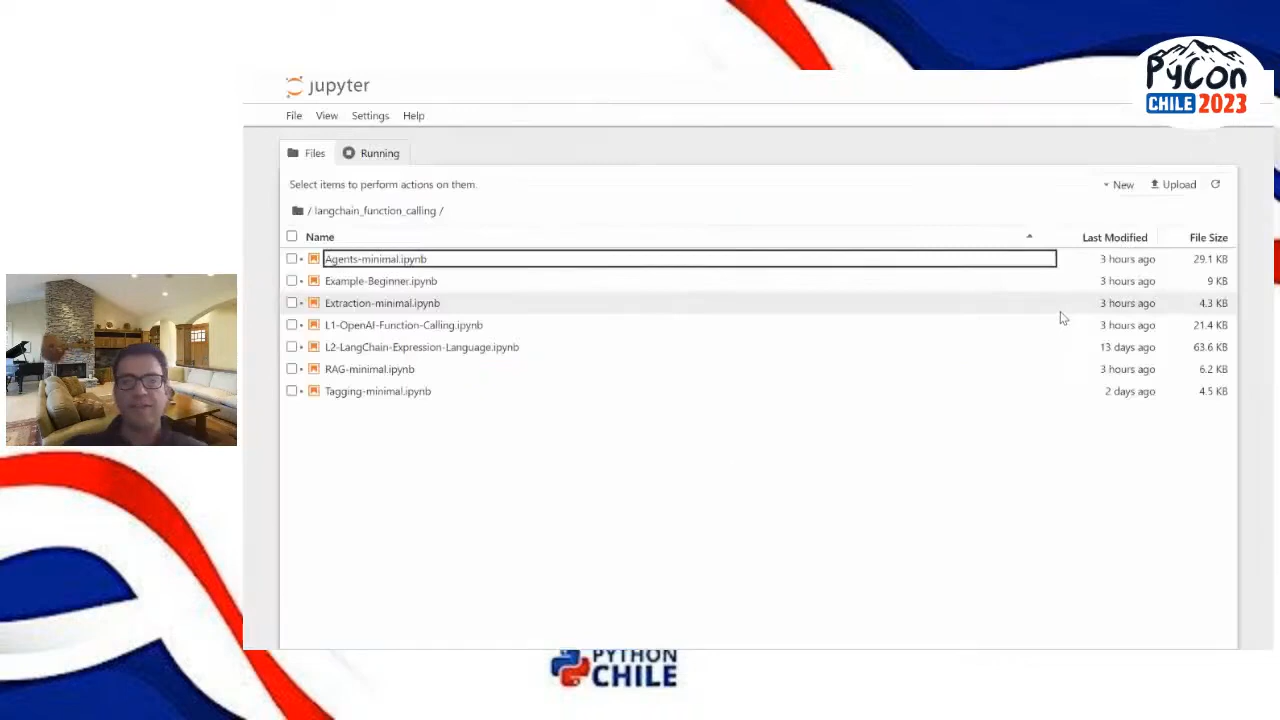 PyCon
CHILE 2023
jupyter
File View Settings Help
Files Running
Select items to perform actions on them.
New Upload
/ langchain_function_calling /
Name Last Modified File Size
Agents-minimal.ipynb 3 hours ago 29.1 KB
Example-Beginner.ipynb 3 hours ago 9 KB
Extraction-minimal.ipynb 3 hours ago 4.3 KB
L1-OpenAI-Function-Calling.ipynb 3 hours ago 21.4 KB
L2-LangChain-Expression-Language.ipynb 13 days ago 63.6 KB
RAG-minimal.ipynb 3 hours ago 6.2 KB
Tagging-minimal.ipynb 2 days ago 4.5 KB
PYTHON
CHILE